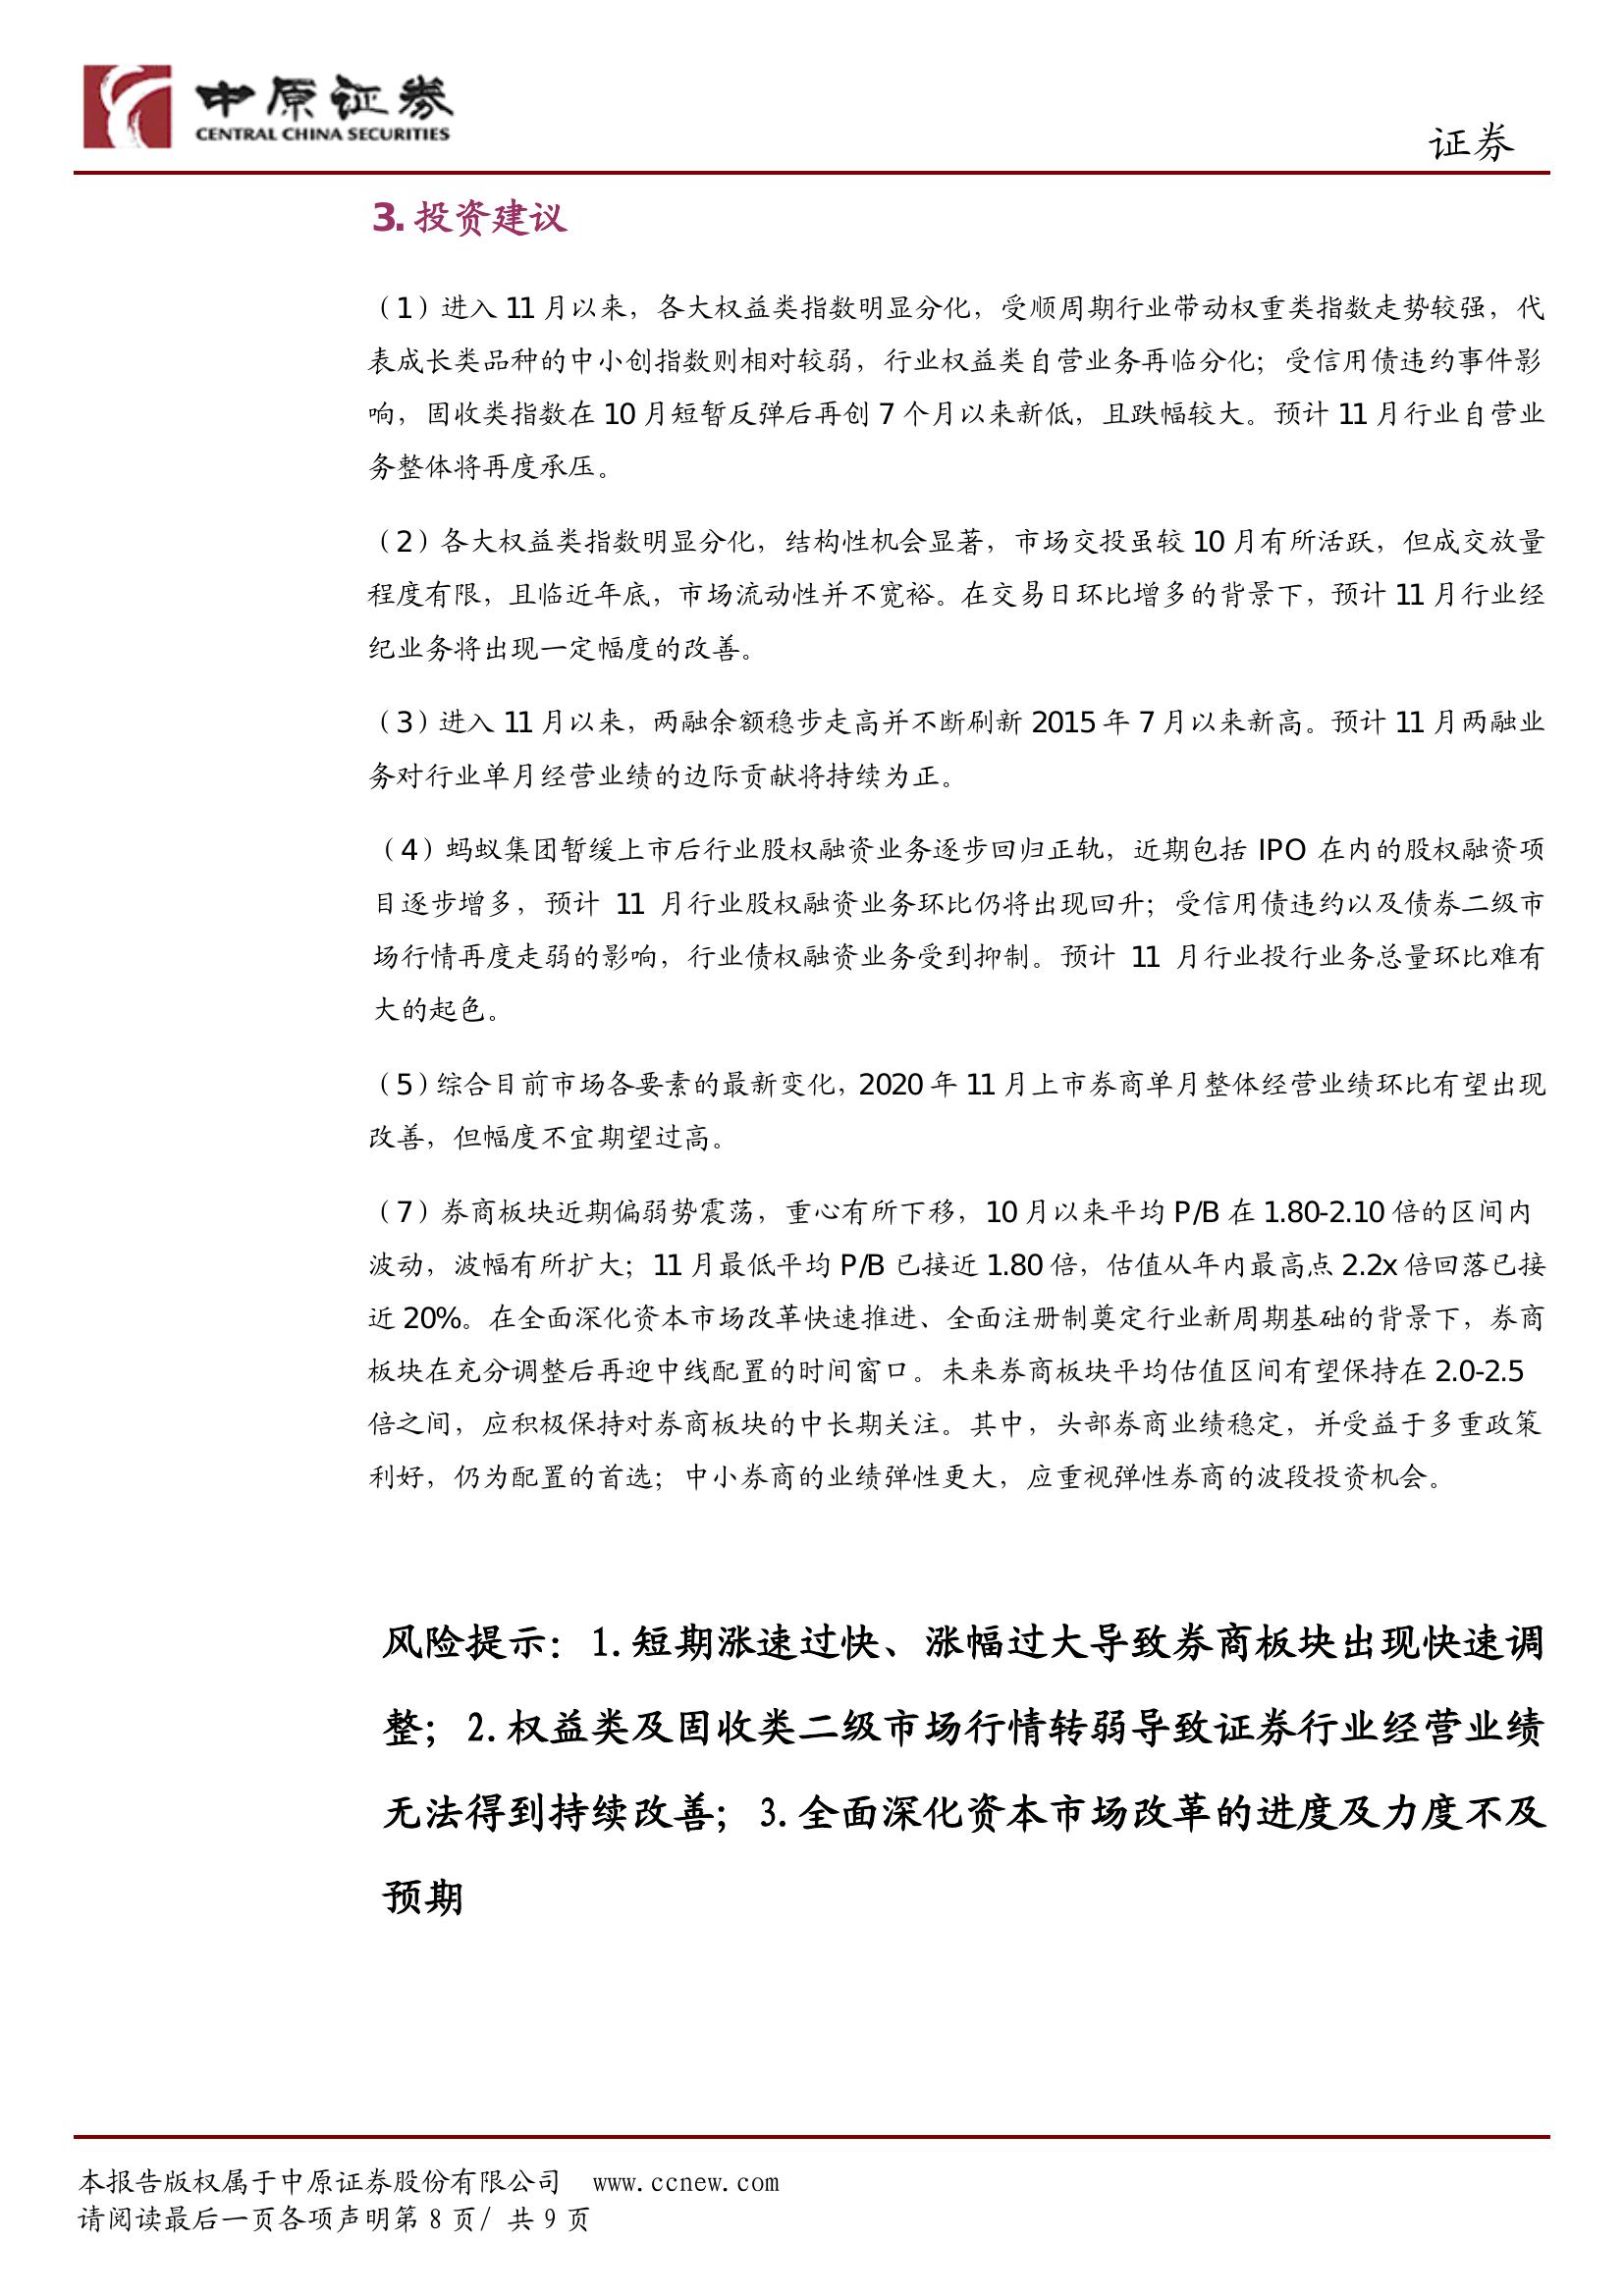 中原证券
CENTRAL CHINA SECURITIES
证券
3. 投资建议
（1）进入 11 月以来，各大权益类指数明显分化，受顺周期行业带动权重类指数走势较强，代
表成长类品种的中小创指数则相对较弱，行业权益类自营业务再临分化；受信用债违约事件影
响，固收类指数在 10 月短暂反弹后再创 7 个月以来新低，且跌幅较大。预计 11 月行业自营业
务整体将再度承压。
（2）各大权益类指数明显分化，结构性机会显著，市场交投虽较 10 月有所活跃，但成交放量
程度有限，且临近年底，市场流动性并不宽裕。在交易日环比增多的背景下，预计 11 月行业经
纪业务将出现一定幅度的改善。
（3）进入 11 月以来，两融余额稳步走高并不断刷新 2015 年 7 月以来新高。预计 11 月两融业
务对行业单月经营业绩的边际贡献将持续为正。
（4）蚂蚁集团暂缓上市后行业股权融资业务逐步回归正轨，近期包括 IPO 在内的股权融资项
目逐步增多，预计 11 月行业股权融资业务环比仍将出现回升；受信用债违约以及债券二级市
场行情再度走弱的影响，行业债权融资业务受到抑制。预计 11 月行业投行业务总量环比难有
大的起色。
（5）综合目前市场各要素的最新变化，2020 年 11 月上市券商单月整体经营业绩环比有望出现
改善，但幅度不宜期望过高。
（7）券商板块近期偏弱势震荡，重心有所下移，10 月以来平均 P/B 在 1.80-2.10 倍的区间内
波动，波幅有所扩大；11 月最低平均 P/B 已接近 1.80 倍，估值从年内最高点 2.2x 倍回落已接
近 20%。在全面深化资本市场改革快速推进、全面注册制奠定行业新周期基础的背景下，券商
板块在充分调整后再迎中线配置的时间窗口。未来券商板块平均估值区间有望保持在 2.0-2.5
倍之间，应积极保持对券商板块的中长期关注。其中，头部券商业绩稳定，并受益于多重政策
利好，仍为配置的首选；中小券商的业绩弹性更大，应重视弹性券商的波段投资机会。
风险提示：1. 短期涨速过快、涨幅过大导致券商板块出现快速调
整；2. 权益类及固收类二级市场行情转弱导致证券行业经营业绩
无法得到持续改善；3. 全面深化资本市场改革的进度及力度不及
预期
本报告版权属于中原证券股份有限公司 www.ccnew.com
请阅读最后一页各项声明第 8 页/ 共 9 页